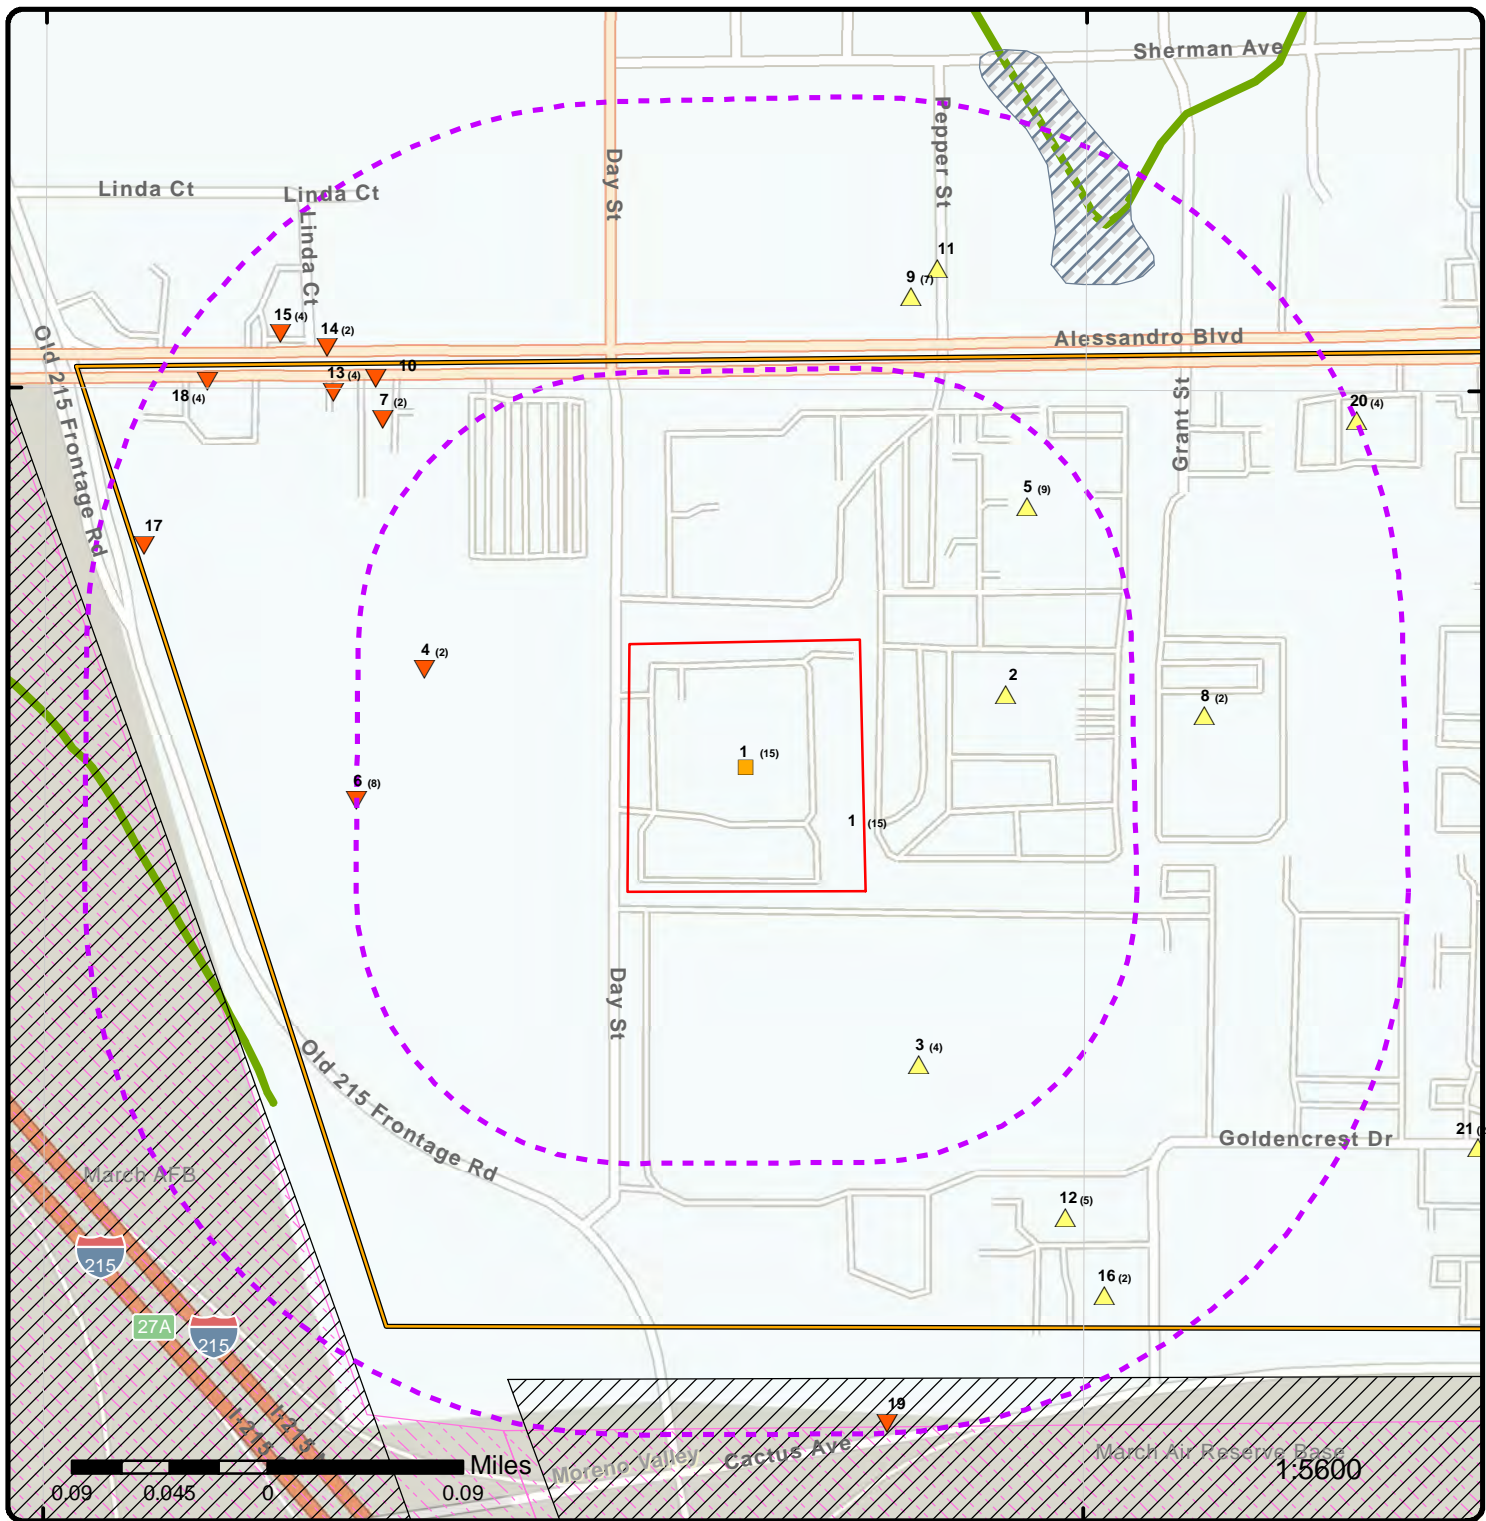 Sherman Ave
Pepper St
Day St
Linda Ct
Linda Ct
Linda Ct
11
9 (7)
15 (4)
14 (2)
Alessandro Blvd
Old 215 Frontage Rd
10
13 (4)
18 (4)
7 (2)
Grant St
20 (4)
5 (9)
17
4 (2)
2
8 (2)
1 (15)
6 (8)
1 (15)
Day St
Old 215 Frontage Rd
3 (4)
21
Goldencrest Dr
March AFB
12 (5)
215
16 (2)
27A
215
19
I-215
I-215
Moreno Valley
Cactus Ave
March Air Reserve Base
Miles
1:5600
0.09 0.045 0 0.09